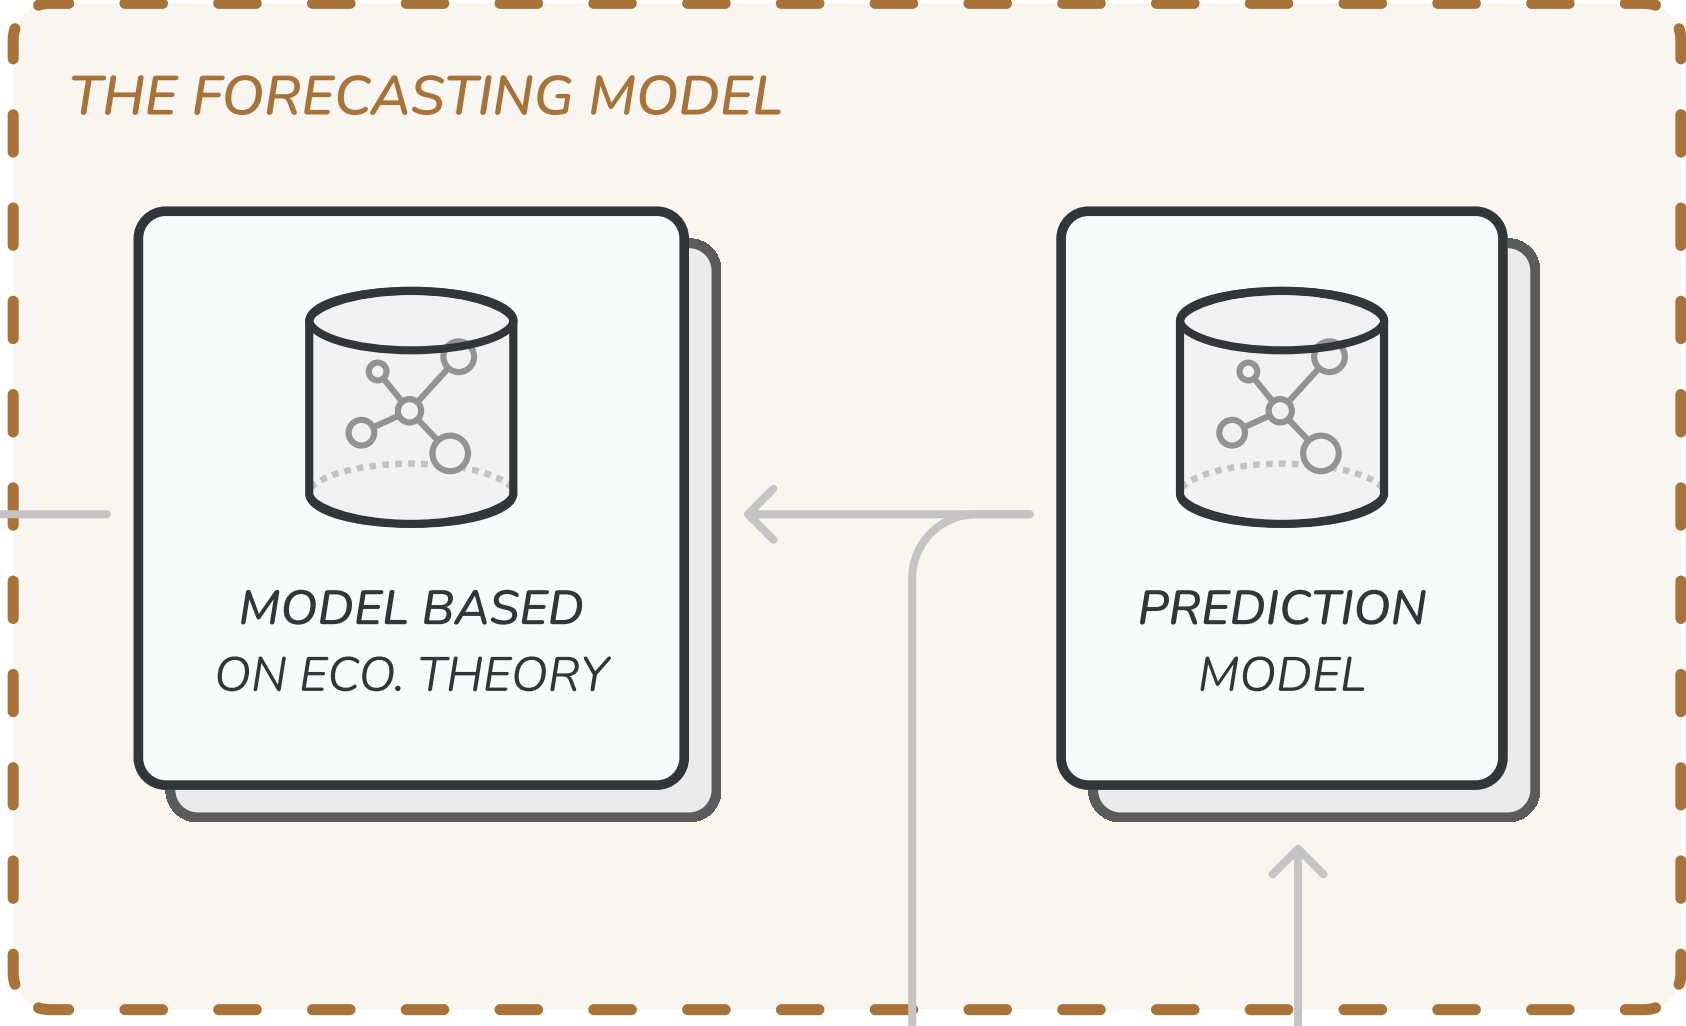 THE FORECASTING MODEL
MODEL BASED
ON ECO. THEORY
PREDICTION
MODEL